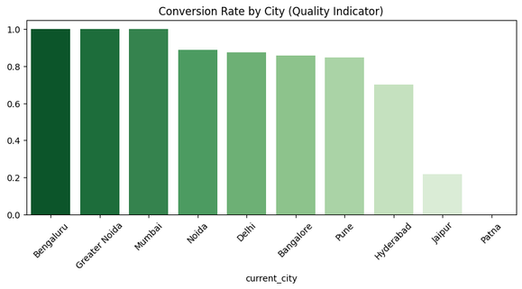 Conversion Rate by City (Quality Indicator)
1.0
0.8
0.6
0.4
0.2
0.0
Bengaluru
Greater Noida
Mumbai
Noida
Delhi
Bangalore
Pune
Hyderabad
Jaipur
Patna
current_city